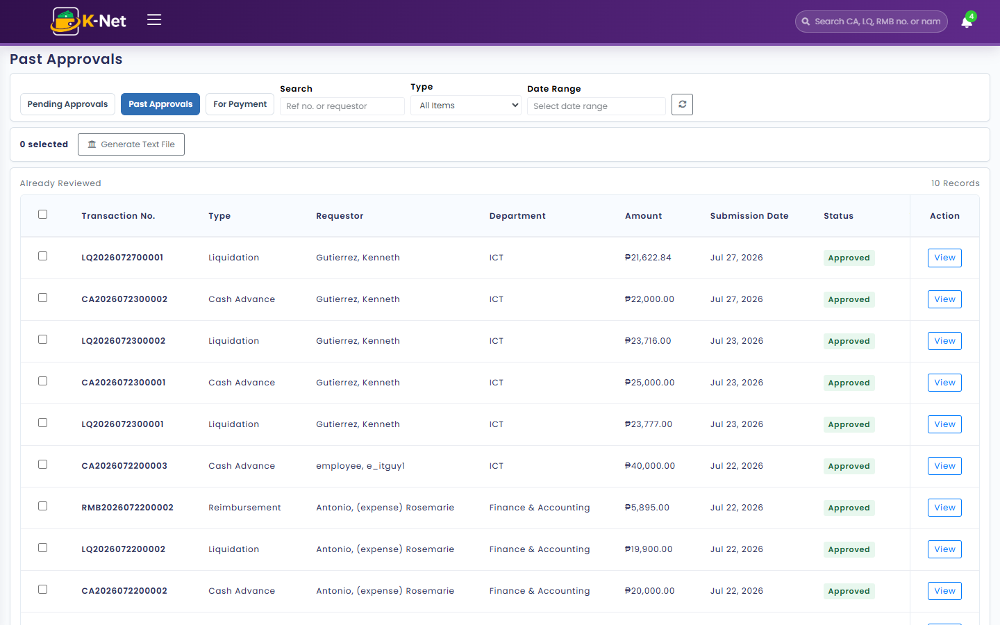 K-Net
Search CA, LQ, RMB no. or nam
4
Past Approvals
Pending Approvals
Past Approvals
For Payment
Search
Ref no. or requestor
Type
All Items
Date Range
Select date range
0 selected
Generate Text File
Already Reviewed
10 Records
Transaction No. Type Requestor Department Amount Submission Date Status Action
LQ2026072700001 Liquidation Gutierrez, Kenneth ICT ₱21,622.84 Jul 27, 2026 Approved View
CA2026072300002 Cash Advance Gutierrez, Kenneth ICT ₱22,000.00 Jul 27, 2026 Approved View
LQ2026072300002 Liquidation Gutierrez, Kenneth ICT ₱23,716.00 Jul 23, 2026 Approved View
CA2026072300001 Cash Advance Gutierrez, Kenneth ICT ₱25,000.00 Jul 23, 2026 Approved View
LQ2026072300001 Liquidation Gutierrez, Kenneth ICT ₱23,777.00 Jul 23, 2026 Approved View
CA2026072200003 Cash Advance employee, e_itguy1 ICT ₱40,000.00 Jul 22, 2026 Approved View
RMB2026072200002 Reimbursement Antonio, (expense) Rosemarie Finance & Accounting ₱5,895.00 Jul 22, 2026 Approved View
LQ2026072200002 Liquidation Antonio, (expense) Rosemarie Finance & Accounting ₱19,900.00 Jul 22, 2026 Approved View
CA2026072200002 Cash Advance Antonio, (expense) Rosemarie Finance & Accounting ₱20,000.00 Jul 22, 2026 Approved View